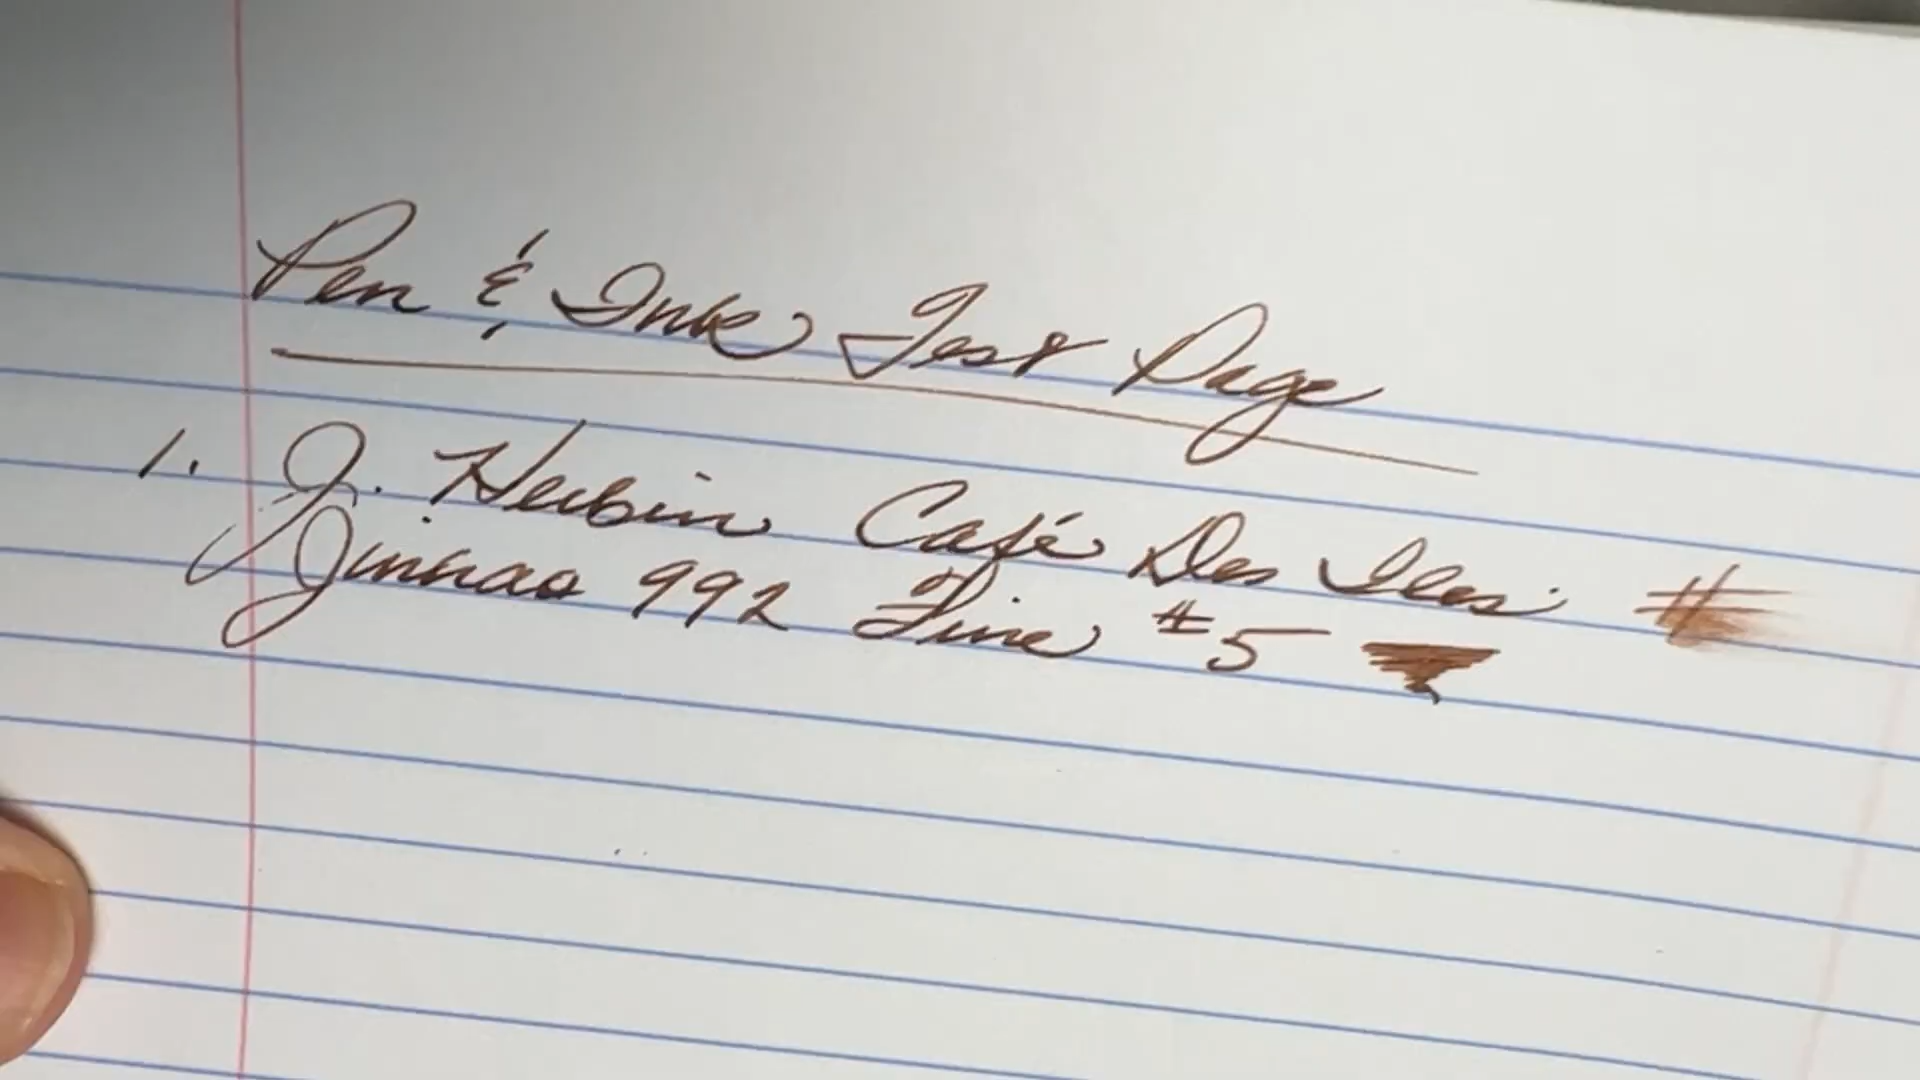 Pen & Ink Test Page
1. J. Herbin Café Des Iles #
Jinhao 992 Fine #5